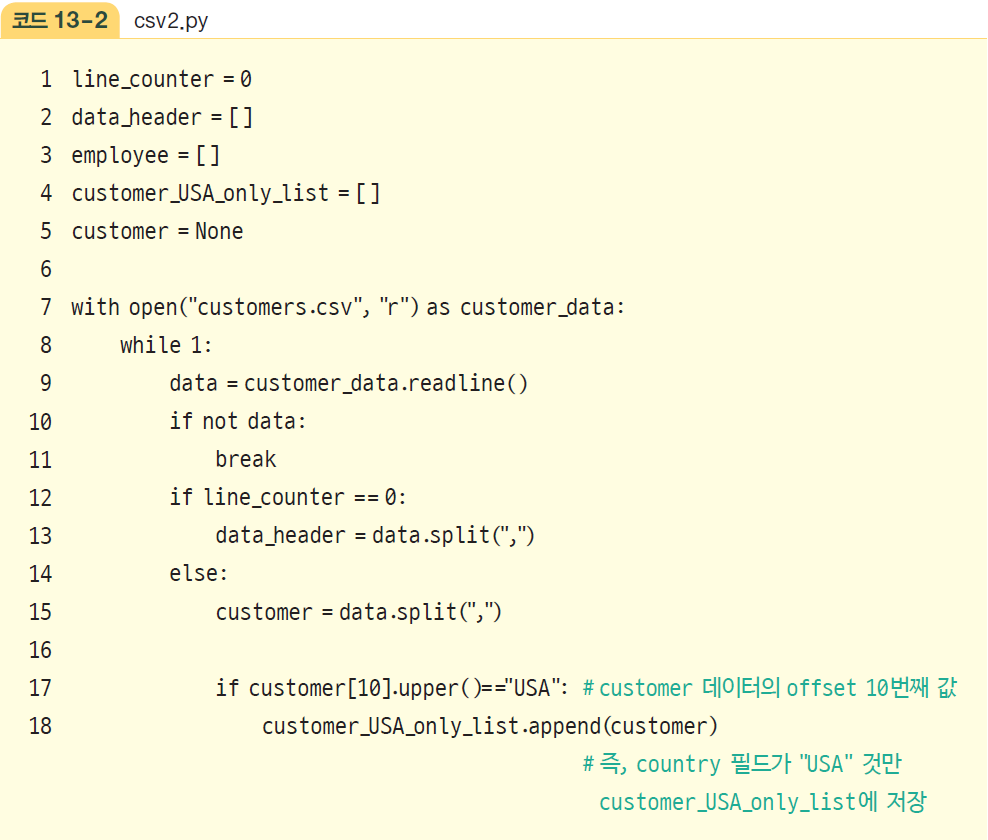 코드 13-2 csv2.py
1 line_counter = 0
2 data_header = []
3 employee = []
4 customer_USA_only_list = []
5 customer = None
6
7 with open("customers.csv", "r") as customer_data:
8     while 1:
9         data = customer_data.readline()
10         if not data:
11             break
12         if line_counter == 0:
13             data_header = data.split(",")
14         else:
15             customer = data.split(",")
16
17             if customer[10].upper()=="USA": # customer 데이터의 offset 10번째 값
18                 customer_USA_only_list.append(customer)
# 즉, country 필드가 "USA" 것만
customer_USA_only_list에 저장